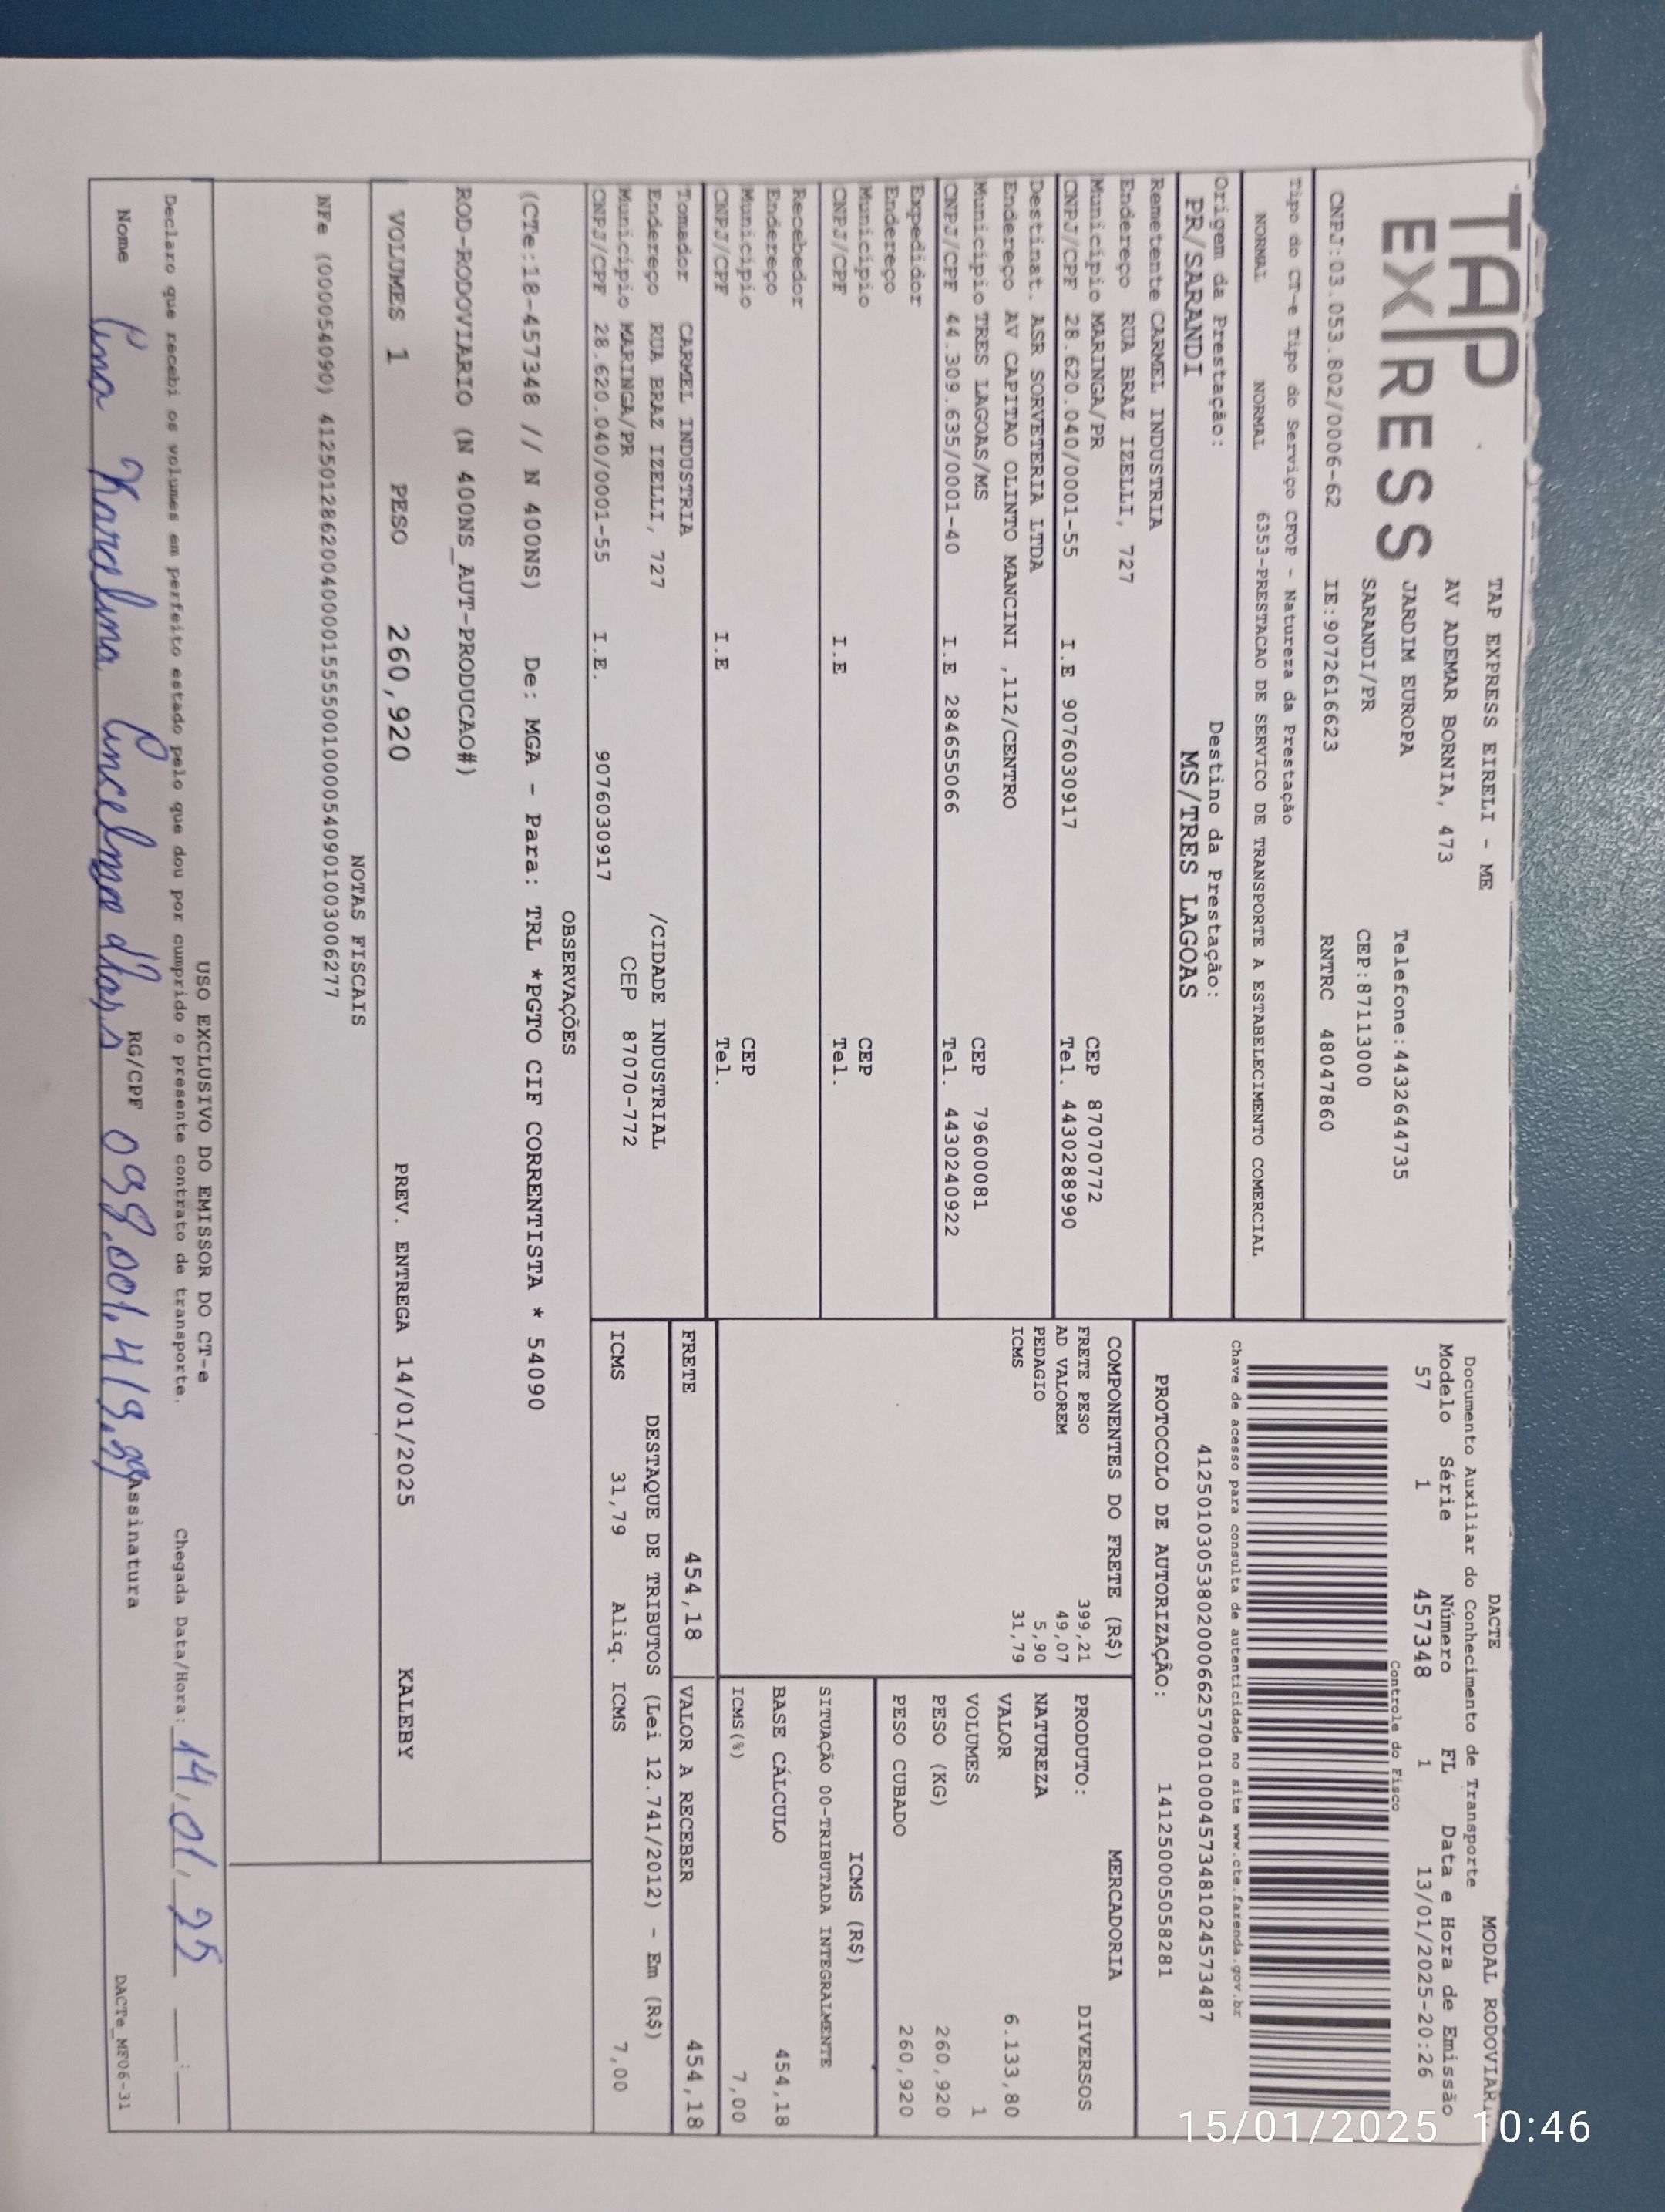 TAP
EXPRESS
TAP EXPRESS EIRELI - ME
AV ADEMAR BORNIA, 473
JARDIM EUROPA Telefone:4432644735
SARANDI/PR CEP:87113000
CNPJ:03.053.802/0006-62 IE:9072616623 RNTRC 48047860
DACTE MODAL RODOVIAR
Documento Auxiliar do Conhecimento de Transporte
Modelo Série Número FL Data e Hora de Emissão
57 1 457348 1 13/01/2025-20:26
Controle do Fisco
Chave de acesso para consulta de autenticidade no site www.cte.fazenda.gov.br
41250103053802000662570010004573481024573487
PROTOCOLO DE AUTORIZAÇÃO: 141250005058281
Tipo do CT-e Tipo do Serviço CFOP - Natureza da Prestação
NORMAL NORMAL 6353-PRESTACAO DE SERVICO DE TRANSPORTE A ESTABELECIMENTO COMERCIAL
Origem da Prestação: Destino da Prestação:
PR/SARANDI MS/TRES LAGOAS
Remetente CARMEL INDUSTRIA
Endereço RUA BRAZ IZELLI, 727
Município MARINGA/PR CEP 87070772
CNPJ/CPF 28.620.040/0001-55 I.E 9076030917 Tel. 4430288990
Destinat. ASR SORVETERIA LTDA
Endereço AV CAPITAO OLINTO MANCINI ,112/CENTRO
Município TRES LAGOAS/MS CEP 79600081
CNPJ/CPF 44.309.635/0001-40 I.E 284655066 Tel. 4430240922
Expedidor
Endereço
Município CEP
CNPJ/CPF I.E Tel.
Recebedor
Endereço
Município CEP
CNPJ/CPF I.E Tel.
Tomador CARMEL INDUSTRIA
Endereço RUA BRAZ IZELLI, 727 /CIDADE INDUSTRIAL
Município MARINGA/PR CEP 87070-772
CNPJ/CPF 28.620.040/0001-55 I.E. 9076030917
COMPONENTES DO FRETE (R$)
FRETE PESO 399,21
AD VALOREM 49,07
PEDAGIO 5,90
ICMS 31,79
MERCADORIA
PRODUTO: DIVERSOS
NATUREZA
VALOR 6.133,80
VOLUMES 1
PESO (KG) 260,920
PESO CUBADO 260,920
ICMS (R$)
SITUAÇÃO 00-TRIBUTADA INTEGRALMENTE
BASE CÁLCULO 454,18
ICMS(%) 7,00
FRETE 454,18 VALOR A RECEBER 454,18
DESTAQUE DE TRIBUTOS (Lei 12.741/2012) - Em (R$)
ICMS 31,79 Aliq. ICMS 7,00
OBSERVAÇÕES
(CTe:18-457348 // N 400NS) De: MGA - Para: TRL *PGTO CIF CORRENTISTA * 54090
ROD-RODOVIARIO (N 400NS_AUT-PRODUCAO#)
VOLUMES 1 PESO 260,920 PREV. ENTREGA 14/01/2025 KALEBY
NOTAS FISCAIS
NFe (000054090) 41250128620040000155550010000540901003006277
USO EXCLUSIVO DO EMISSOR DO CT-e
Declaro que recebi os volumes em perfeito estado pelo que dou por cumprido o presente contrato de transporte. Chegada Data/Hora: 14/01/25 :
Nome RG/CPF 098.001.419.99 Assinatura
DACTe_MF06-31
15/01/2025 10:46